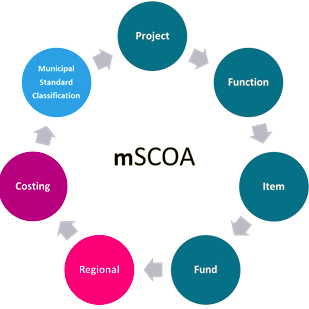 Project
Function
Item
Fund
Regional
Costing
Municipal
Standard
Classification
mSCOA